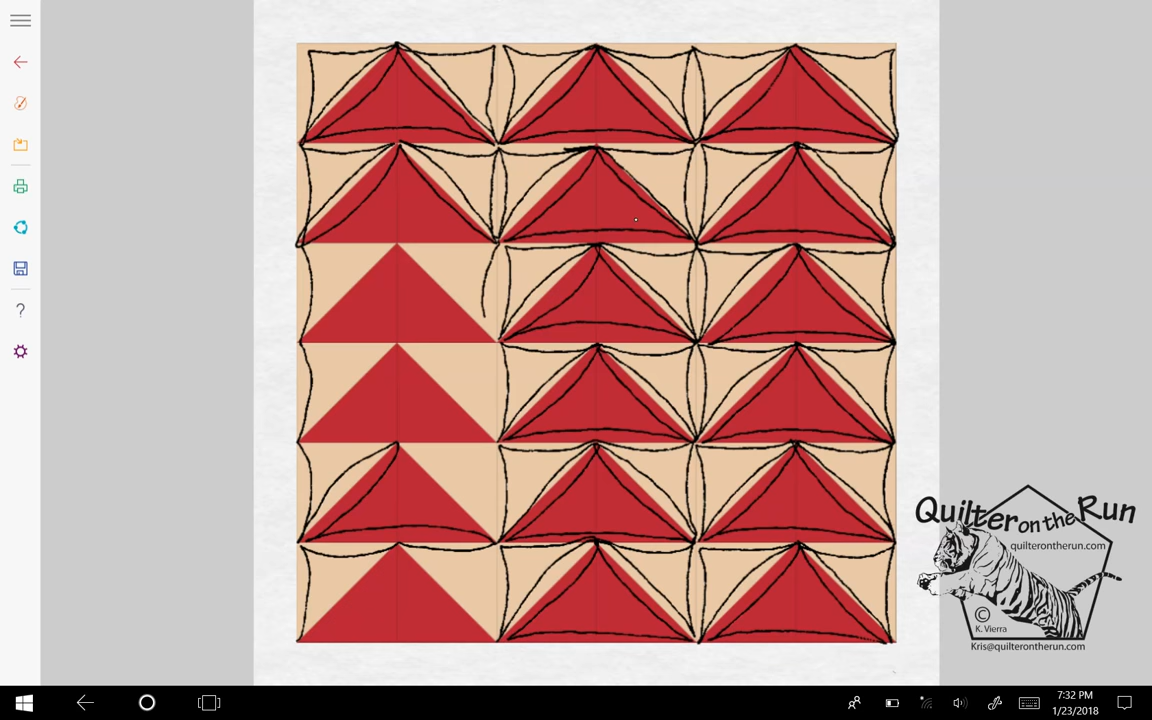 Quilter on the Run
quilterontherun.com
©
K. Vierra
Kris@quilterontherun.com
?
7:32 PM
1/23/2018